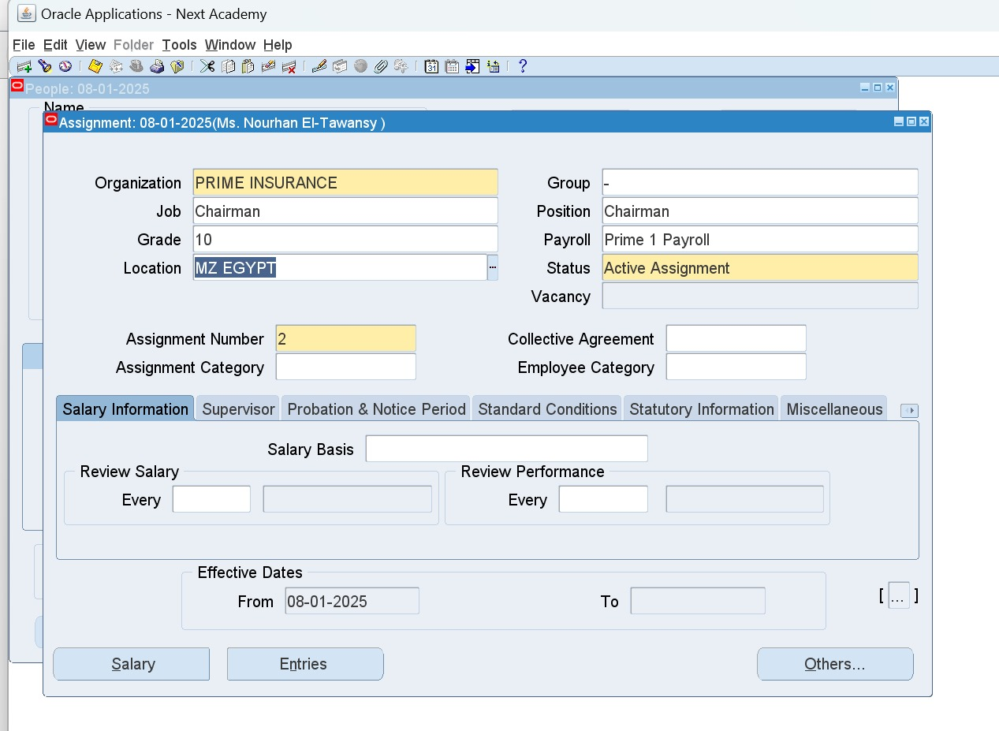 Oracle Applications - Next Academy
File Edit View Folder Tools Window Help
People: 08-01-2025
Name
Assignment: 08-01-2025(Ms. Nourhan El-Tawansy )
Organization PRIME INSURANCE Group -
Job Chairman Position Chairman
Grade 10 Payroll Prime 1 Payroll
Location MZ EGYPT ... Status Active Assignment
Vacancy
Assignment Number 2 Collective Agreement
Assignment Category Employee Category
Salary Information Supervisor Probation & Notice Period Standard Conditions Statutory Information Miscellaneous
Salary Basis
Review Salary Review Performance
Every Every
Effective Dates
From 08-01-2025 To [ ... ]
Salary Entries Others...